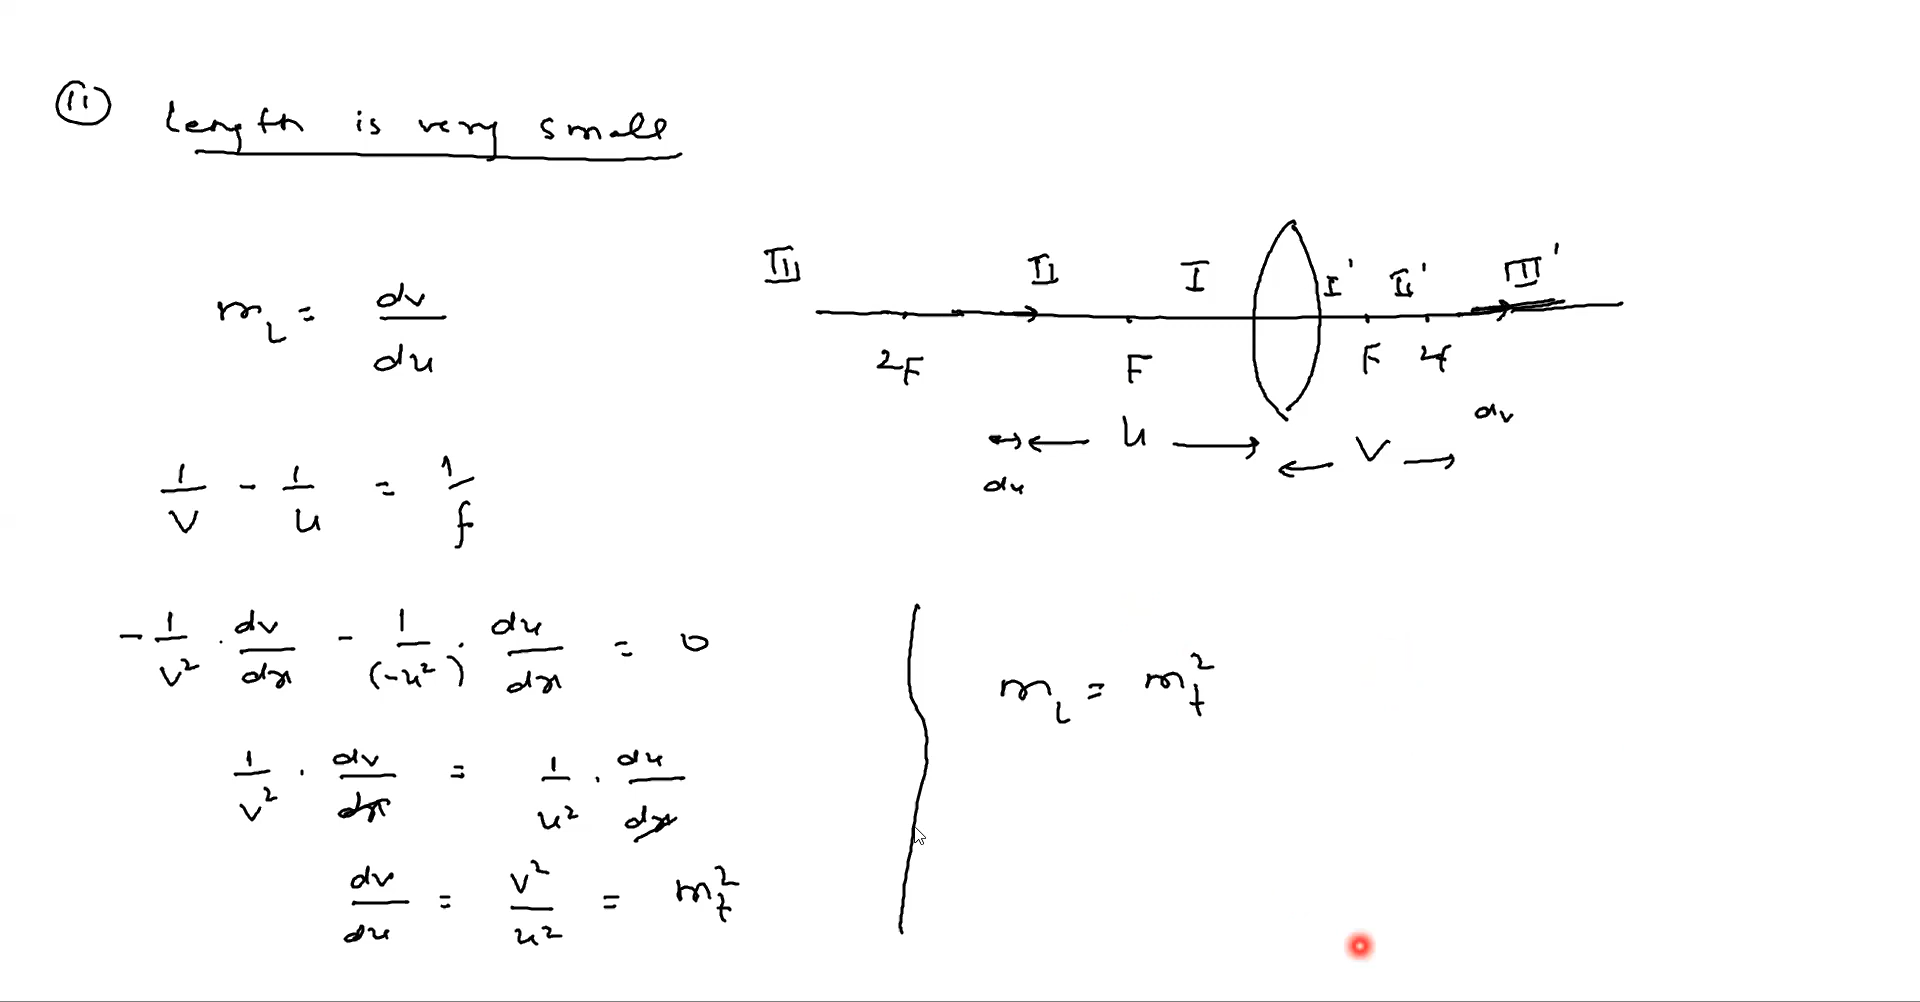 (ii) Length is very small
III II I I' II' III'
m_L = dv/du
2F F F 2f
dv
u v
du
1/v - 1/u = 1/f
-1/v² · dv/dx - 1/(-u²) · du/dx = 0
m_L = m_t²
1/v² · dv/dx = 1/u² · du/dx
dv/du = v²/u² = m_t²